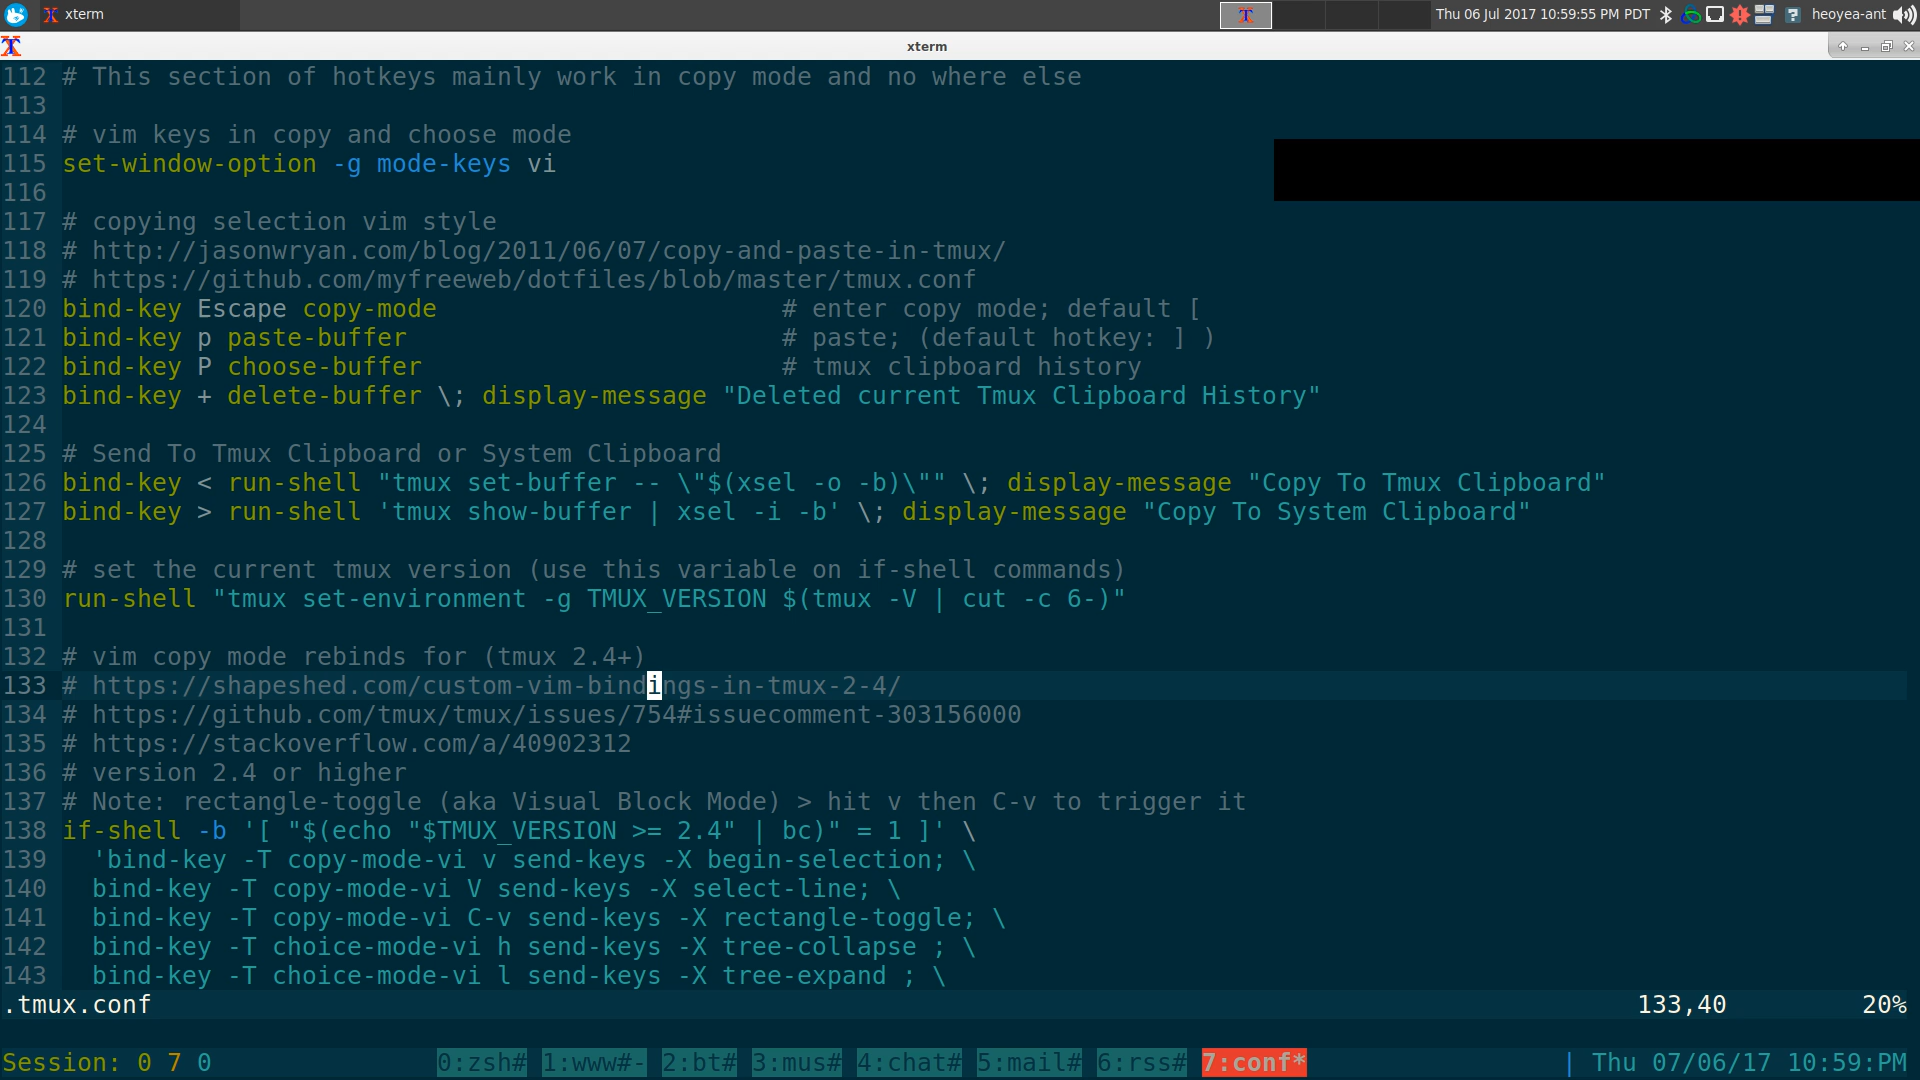 xterm
Thu 06 Jul 2017 10:59:55 PM PDT
heoyea-ant
xterm
112 # This section of hotkeys mainly work in copy mode and no where else
113
114 # vim keys in copy and choose mode
115 set-window-option -g mode-keys vi
116
117 # copying selection vim style
118 # http://jasonwryan.com/blog/2011/06/07/copy-and-paste-in-tmux/
119 # https://github.com/myfreeweb/dotfiles/blob/master/tmux.conf
120 bind-key Escape copy-mode                       # enter copy mode; default [
121 bind-key p paste-buffer                         # paste; (default hotkey: ] )
122 bind-key P choose-buffer                        # tmux clipboard history
123 bind-key + delete-buffer \; display-message "Deleted current Tmux Clipboard History"
124
125 # Send To Tmux Clipboard or System Clipboard
126 bind-key < run-shell "tmux set-buffer -- \"$(xsel -o -b)\"" \; display-message "Copy To Tmux Clipboard"
127 bind-key > run-shell 'tmux show-buffer | xsel -i -b' \; display-message "Copy To System Clipboard"
128
129 # set the current tmux version (use this variable on if-shell commands)
130 run-shell "tmux set-environment -g TMUX_VERSION $(tmux -V | cut -c 6-)"
131
132 # vim copy mode rebinds for (tmux 2.4+)
133 # https://shapeshed.com/custom-vim-bindings-in-tmux-2-4/
134 # https://github.com/tmux/tmux/issues/754#issuecomment-303156000
135 # https://stackoverflow.com/a/40902312
136 # version 2.4 or higher
137 # Note: rectangle-toggle (aka Visual Block Mode) > hit v then C-v to trigger it
138 if-shell -b '[ "$(echo "$TMUX_VERSION >= 2.4" | bc)" = 1 ]' \
139   'bind-key -T copy-mode-vi v send-keys -X begin-selection; \
140   bind-key -T copy-mode-vi V send-keys -X select-line; \
141   bind-key -T copy-mode-vi C-v send-keys -X rectangle-toggle; \
142   bind-key -T choice-mode-vi h send-keys -X tree-collapse ; \
143   bind-key -T choice-mode-vi l send-keys -X tree-expand ; \
.tmux.conf 133,40 20%
Session: 0 7 0 0:zsh# 1:www#- 2:bt# 3:mus# 4:chat# 5:mail# 6:rss# 7:conf* | Thu 07/06/17 10:59:PM